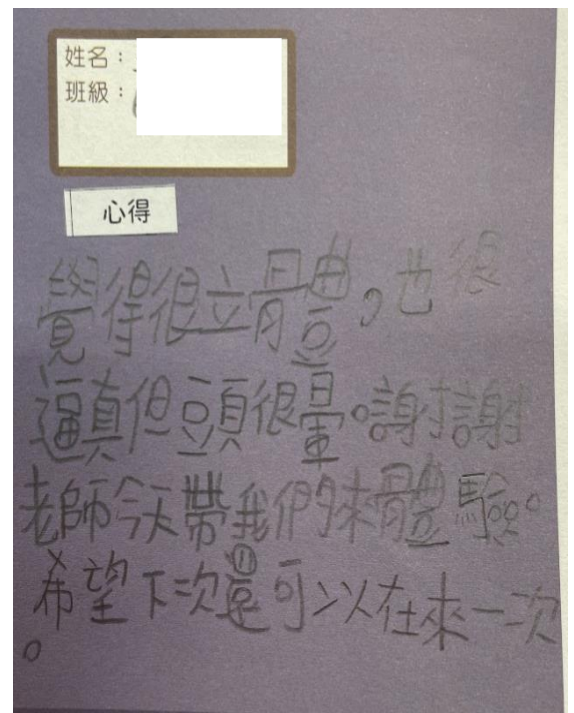 姓名：
班級：
心得
覺得很立體，也很
逼真但頭很暈。謝謝
老師今天帶我們來體驗。
希望下次還可以在來一次
。